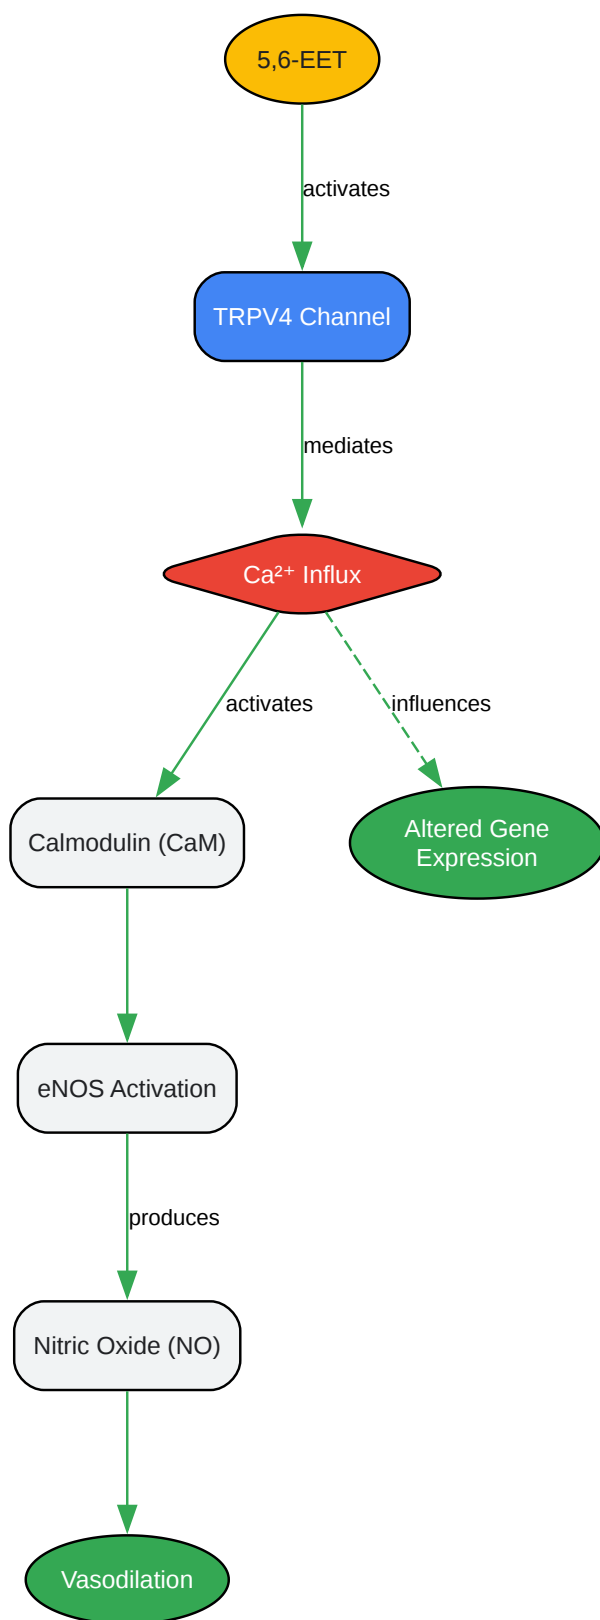 5,6-EET
activates
TRPV4 Channel
mediates
Ca²⁺ Influx
activates
influences
Calmodulin (CaM)
Altered Gene
Expression
eNOS Activation
produces
Nitric Oxide (NO)
Vasodilation